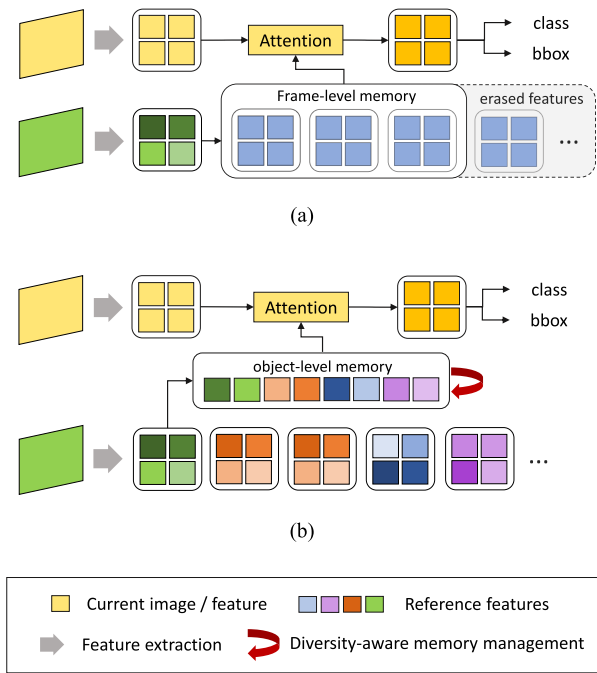 class
Attention
bbox
Frame-level memory
erased features
...
(a)
class
Attention
bbox
object-level memory
...
(b)
Current image / feature
Reference features
Feature extraction
Diversity-aware memory management